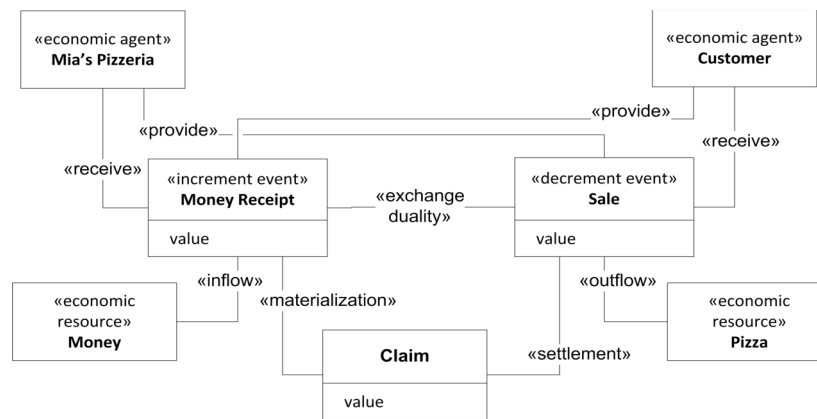 «economic agent»
Mia's Pizzeria
«economic agent»
Customer
«provide»
«provide»
«receive»
«receive»
«increment event»
Money Receipt
value
«exchange
duality»
«decrement event»
Sale
value
«inflow»
«materialization»
«outflow»
«settlement»
«economic
resource»
Money
Claim
value
«economic
resource»
Pizza